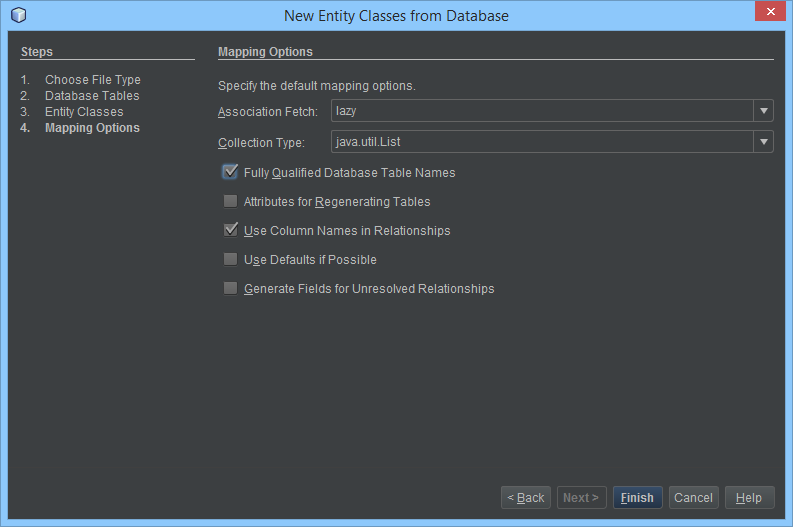 New Entity Classes from Database
Steps
1. Choose File Type
2. Database Tables
3. Entity Classes
4. Mapping Options
Mapping Options
Specify the default mapping options.
Association Fetch: lazy
Collection Type: java.util.List
Fully Qualified Database Table Names
Attributes for Regenerating Tables
Use Column Names in Relationships
Use Defaults if Possible
Generate Fields for Unresolved Relationships
< Back Next > Finish Cancel Help